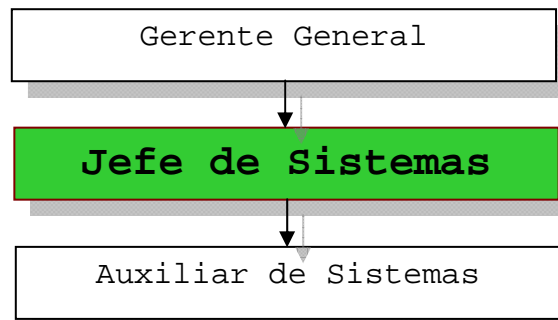 Gerente General
Jefe de Sistemas
Auxiliar de Sistemas